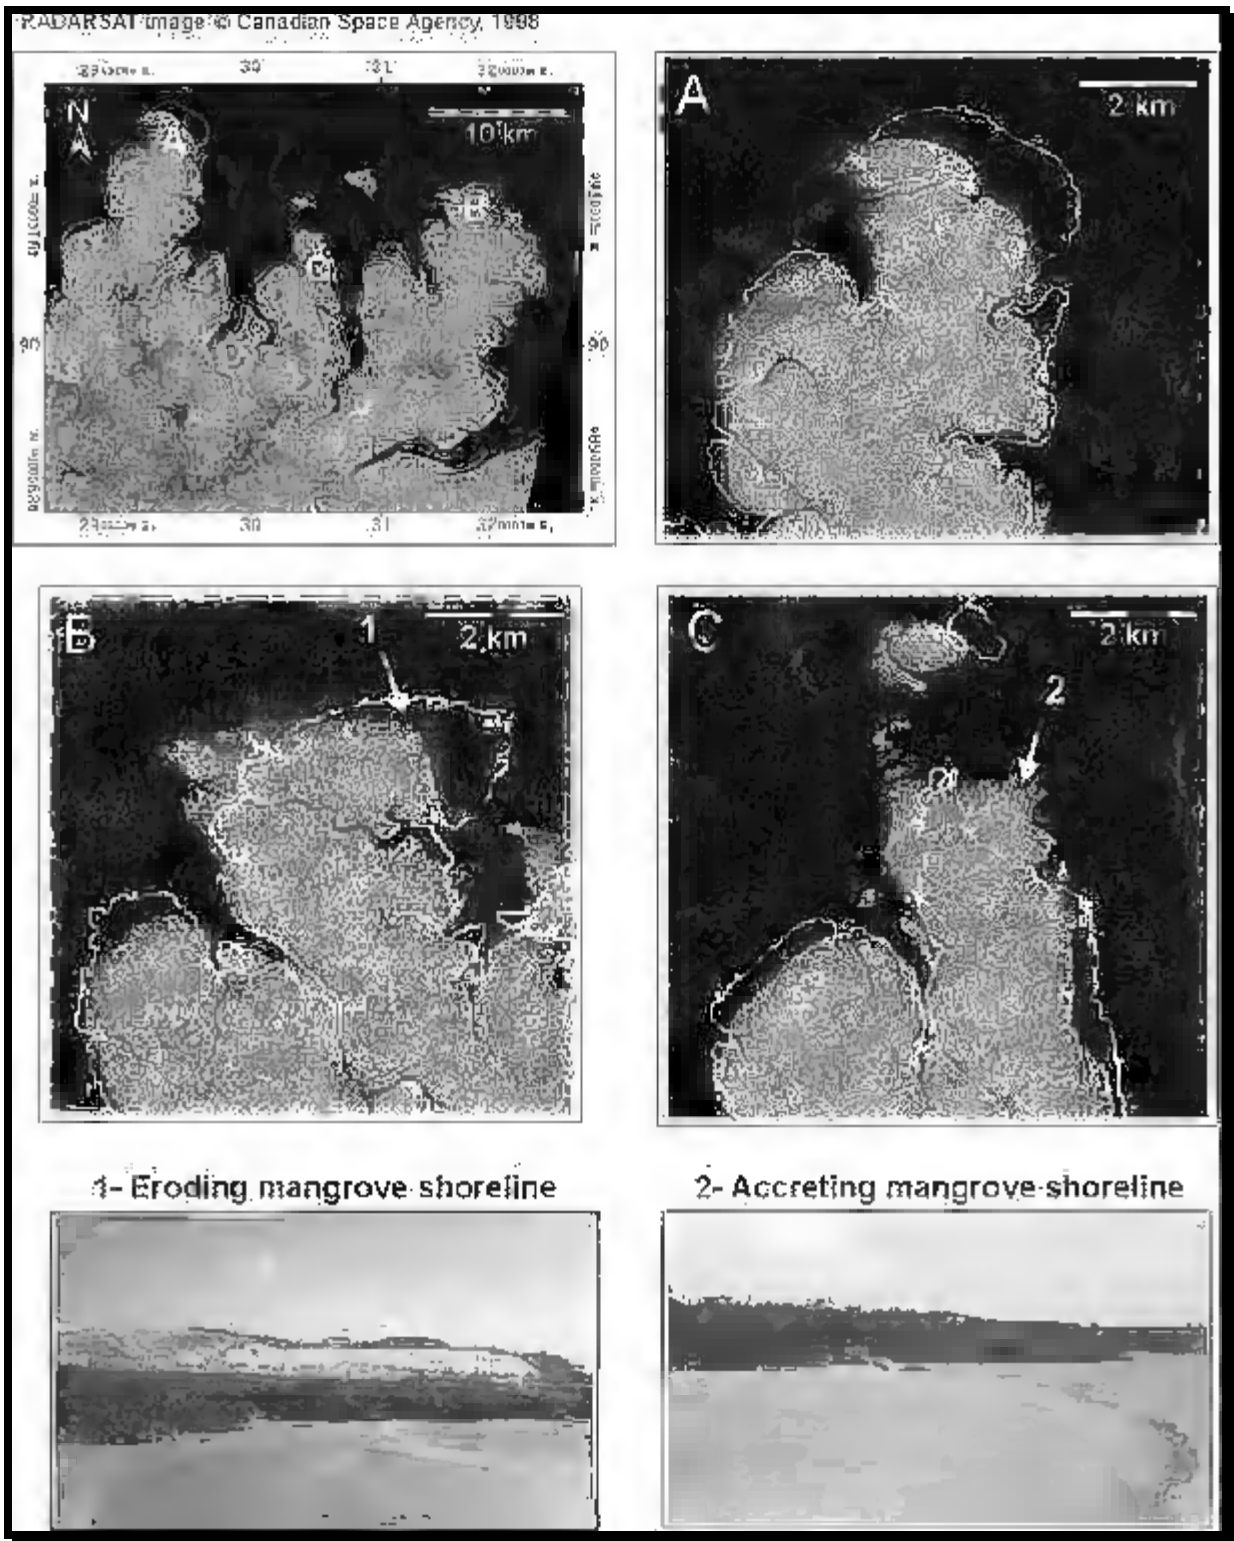 RADARSAT image © Canadian Space Agency, 1998
30 31
N
A
10 km
B
C
90 90
30 31
A
2 km
B
1
2 km
C
2 km
2
1- Eroding mangrove shoreline
2- Accreting mangrove shoreline